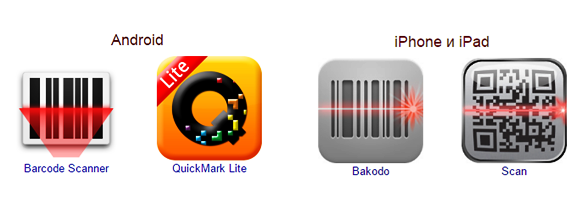 Android
iPhone и iPad
Lite
Barcode Scanner
QuickMark Lite
Bakodo
Scan